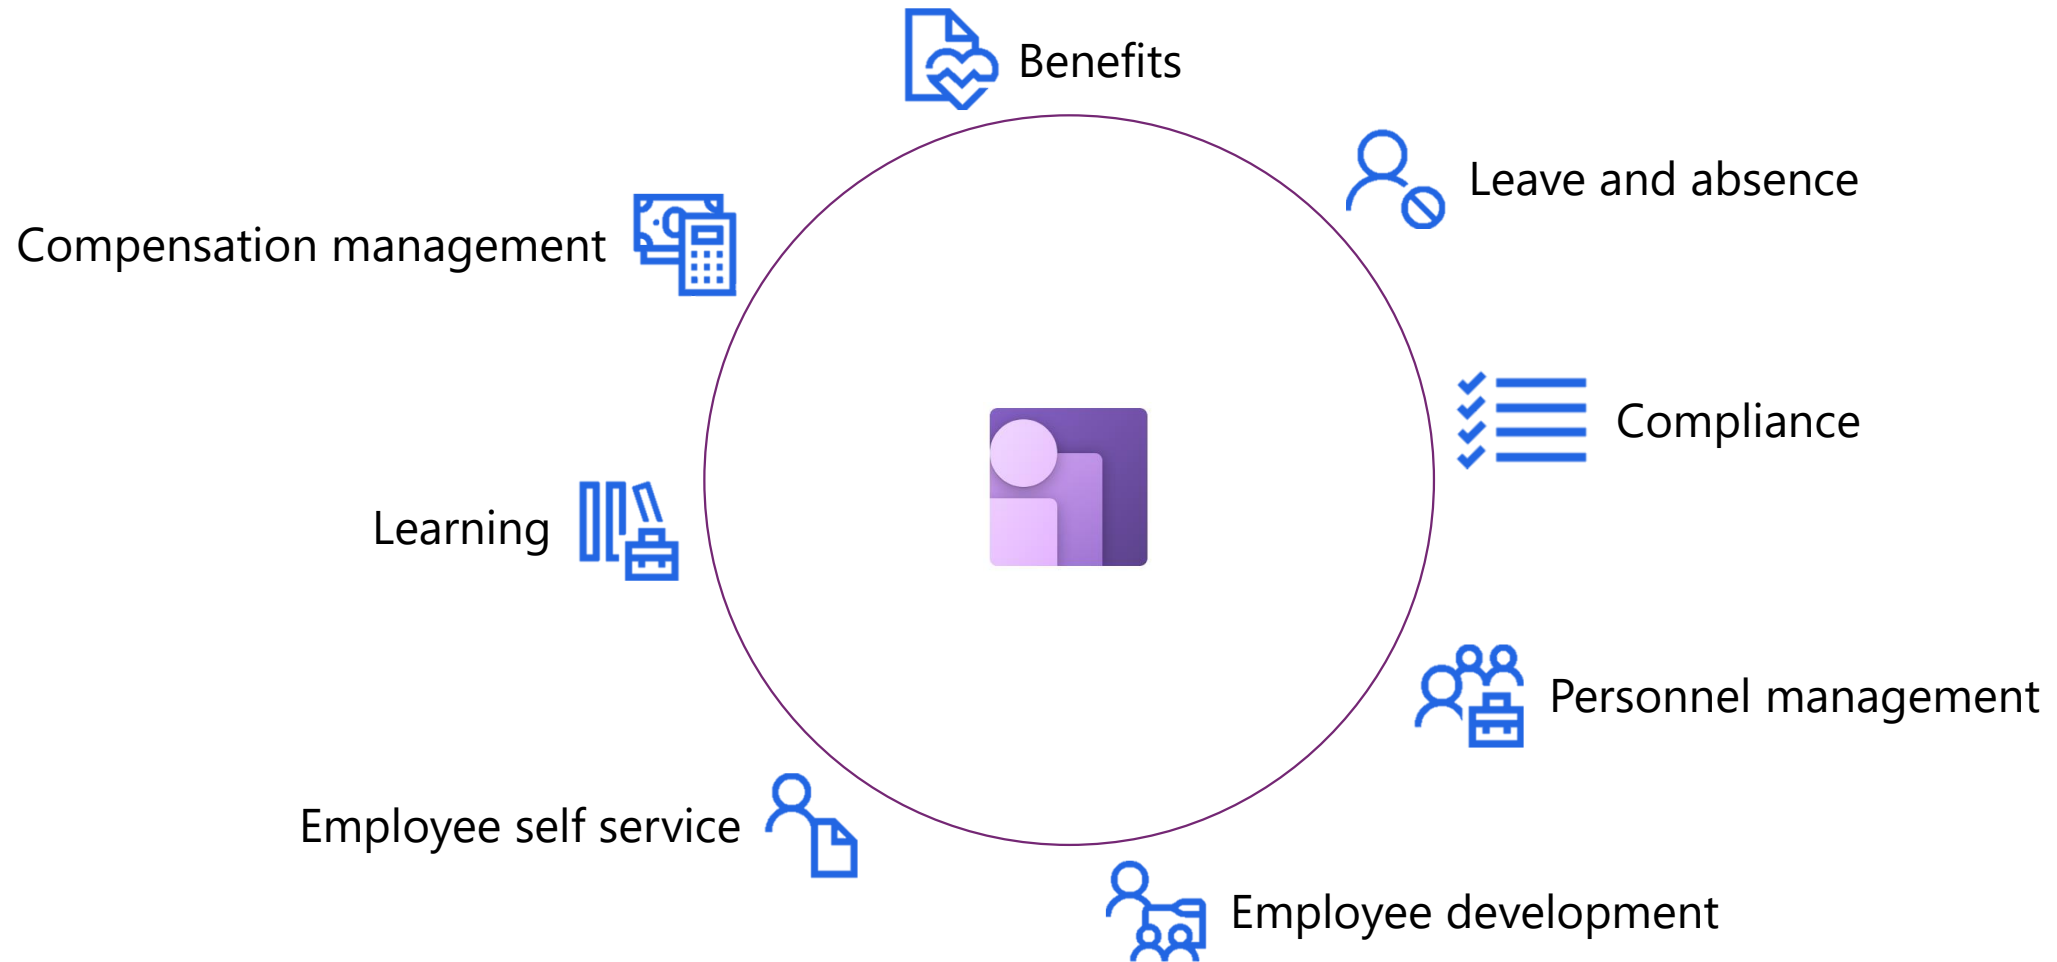 Benefits
Leave and absence
Compensation management
Compliance
Learning
Personnel management
Employee self service
Employee development